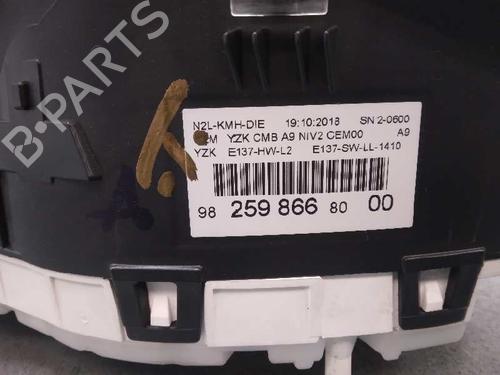 N2L-KMH-DIE 19:10:2018 SN 2-0600
YZK CMB A9 NIV2 CEM00 A9
YZK E137-HW-L2 E137-SW-LL-1410
98 259 866 80 00
B-PARTS